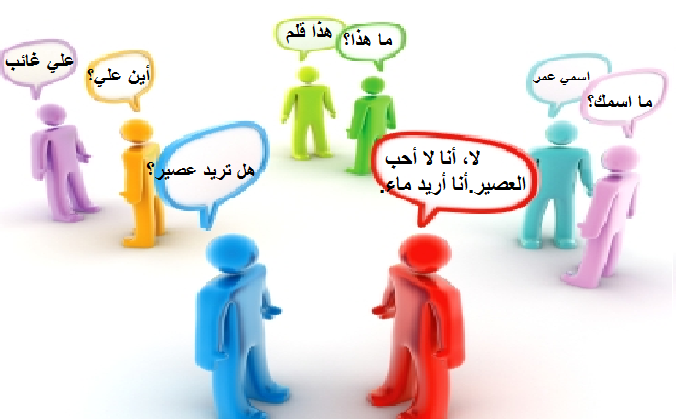 هذا قلم
ما هذا؟
علي غائب
أين علي؟
اسمي عمر
ما اسمك؟
هل تريد عصير؟
لا، أنا لا أحب
العصير.أنا أريد ماء.